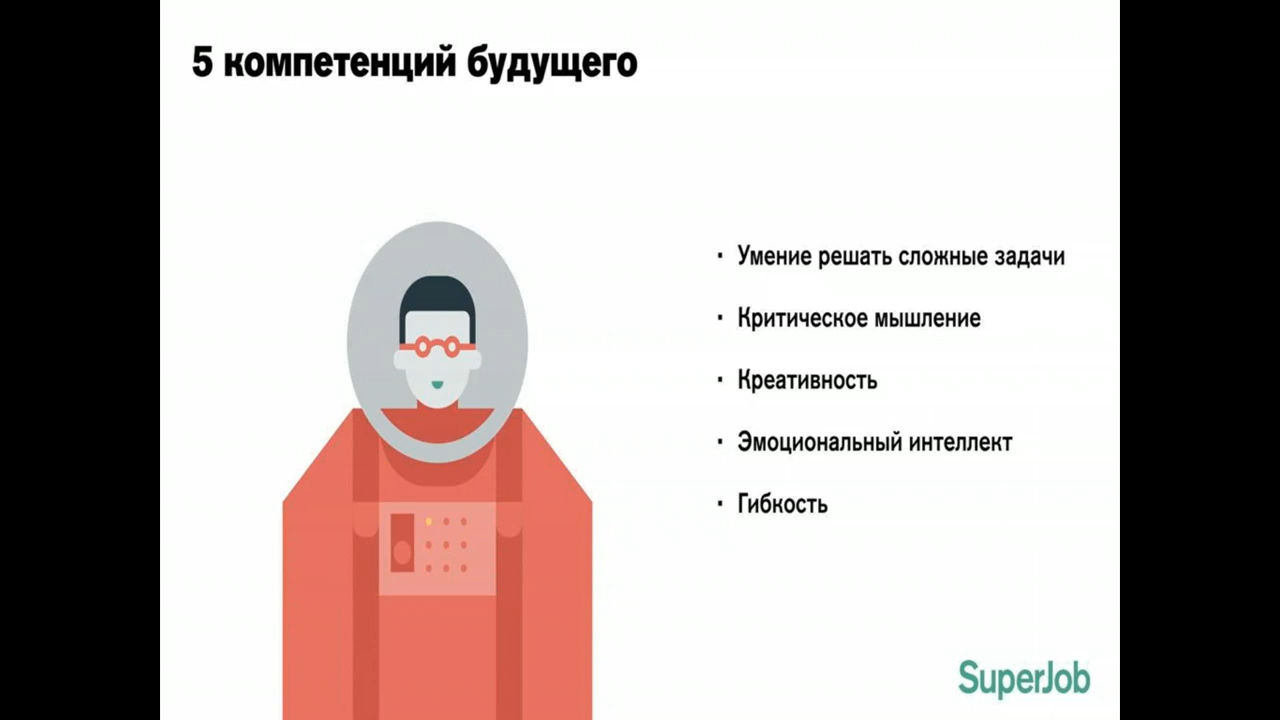 5 компетенций будущего
· Умение решать сложные задачи
· Критическое мышление
· Креативность
· Эмоциональный интеллект
· Гибкость
SuperJob